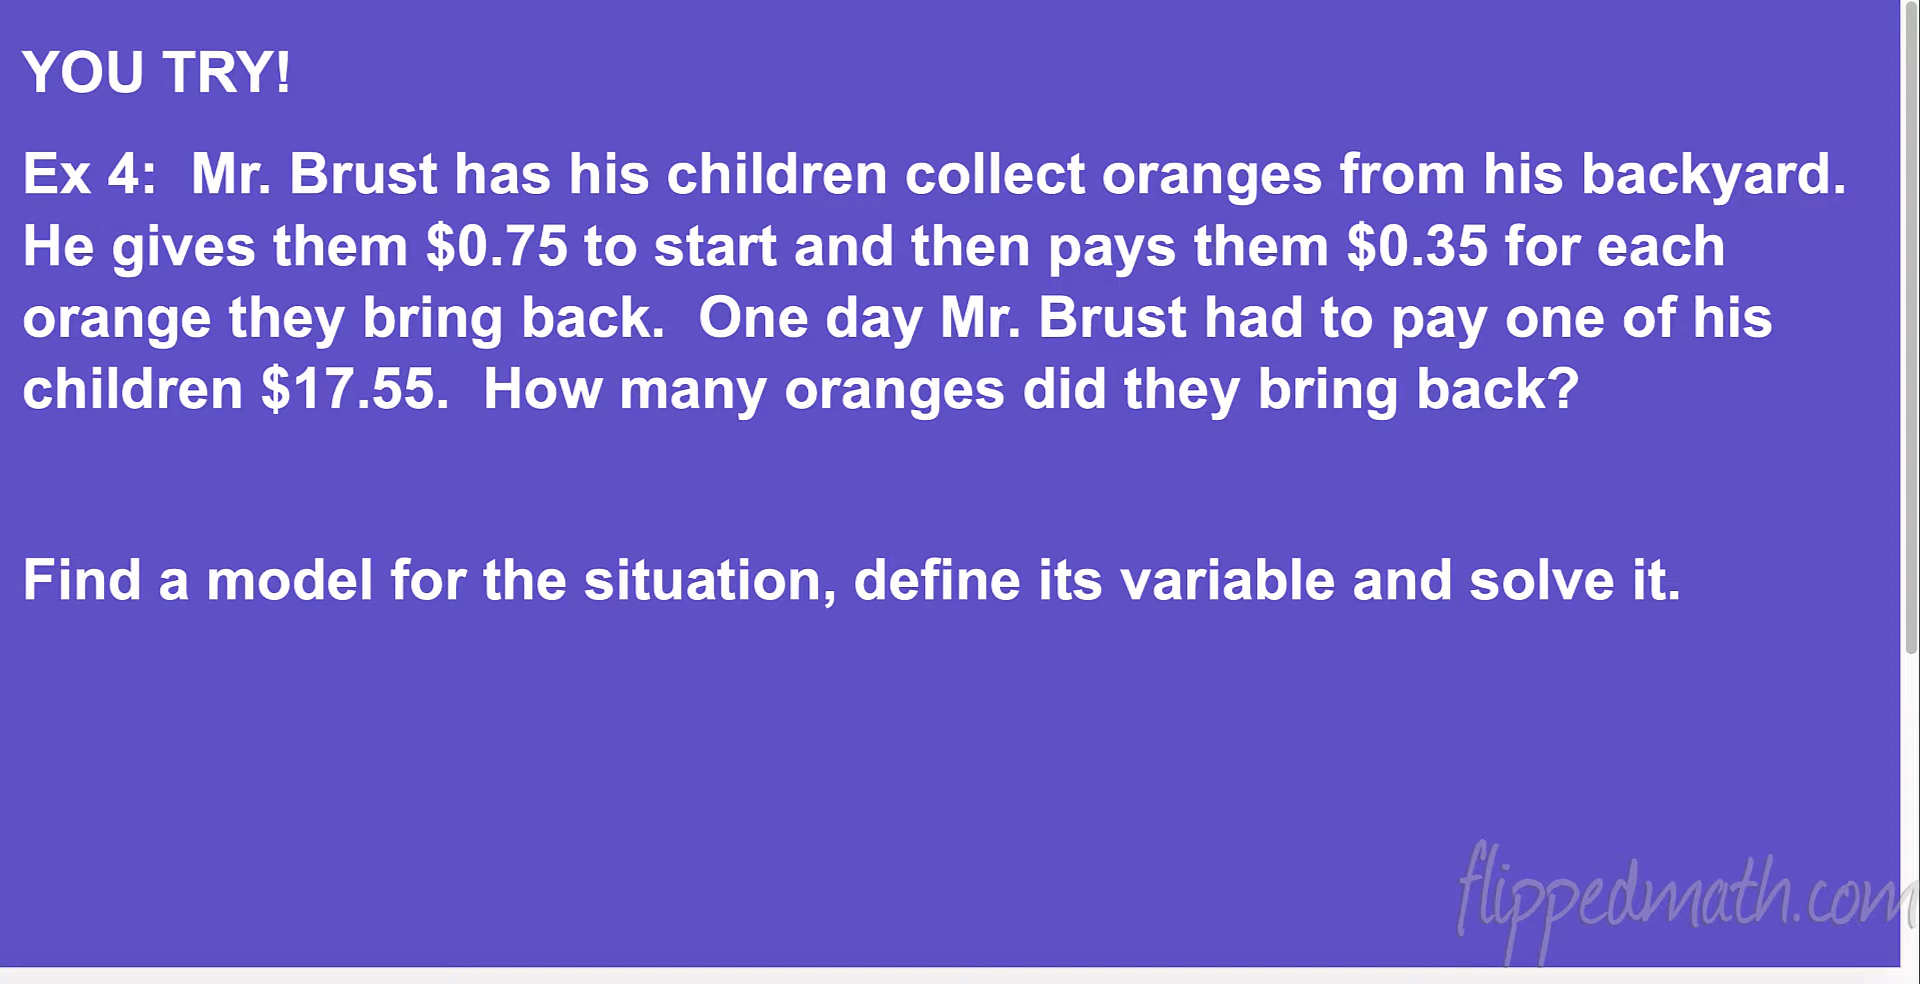 YOU TRY!
Ex 4:  Mr. Brust has his children collect oranges from his backyard.
He gives them $0.75 to start and then pays them $0.35 for each
orange they bring back.  One day Mr. Brust had to pay one of his
children $17.55.  How many oranges did they bring back?
Find a model for the situation, define its variable and solve it.
flippedmath.com